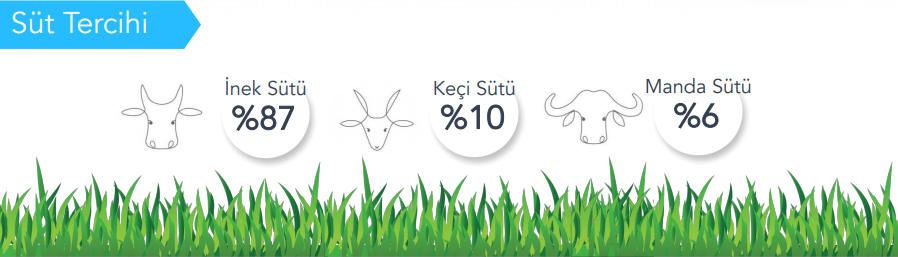 Süt Tercihi
İnek Sütü
%87
Keçi Sütü
%10
Manda Sütü
%6